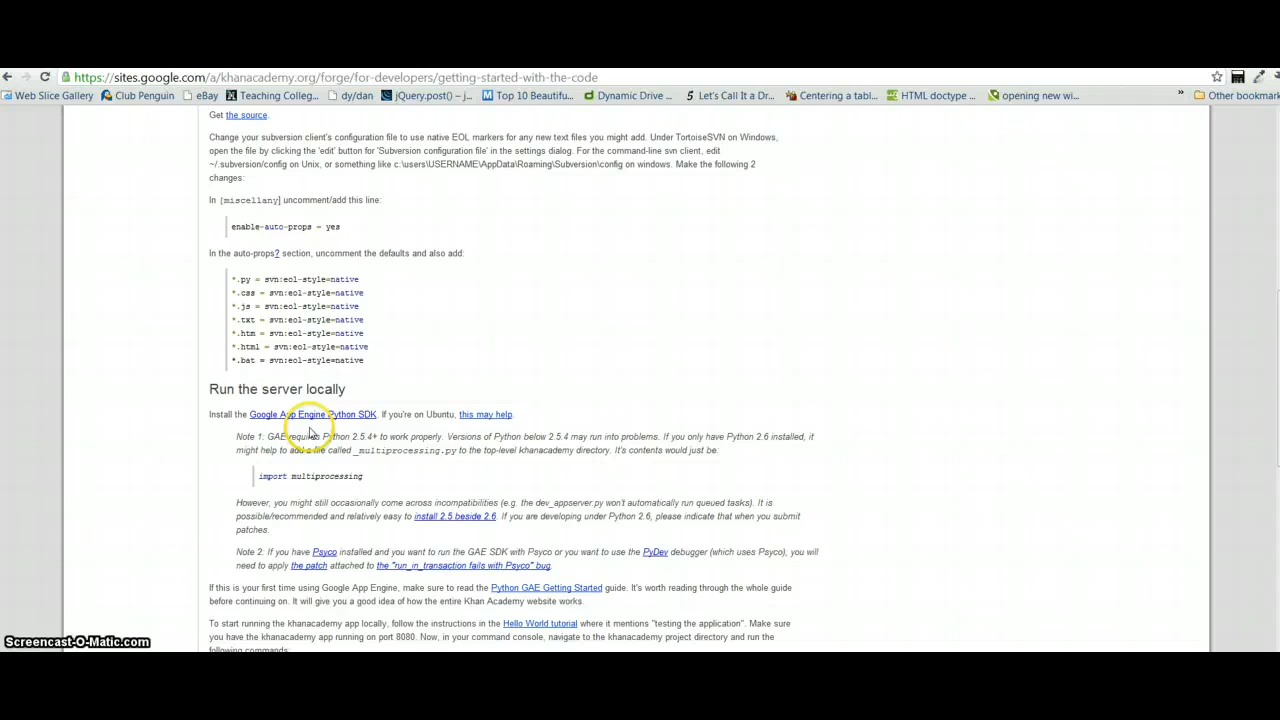 https://sites.google.com/a/khanacademy.org/forge/for-developers/getting-started-with-the-code
Web Slice Gallery Club Penguin eBay Teaching Colleg... dy/dan jQuery.post() – j... Top 10 Beautifu... Dynamic Drive ... Let's Call It a Dr... Centering a tabl... HTML doctype ... opening new wi... » Other bookmark
Get the source.
Change your subversion client's configuration file to use native EOL markers for any new text files you might add. Under TortoiseSVN on Windows,
open the file by clicking the 'edit' button for 'Subversion configuration file' in the settings dialog. For the command-line svn client, edit
~/.subversion/config on Unix, or something like c:\users\USERNAME\AppData\Roaming\Subversion\config on windows. Make the following 2
changes:
In [miscellany] uncomment/add this line:
enable-auto-props = yes
In the auto-props? section, uncomment the defaults and also add:
*.py = svn:eol-style=native
*.css = svn:eol-style=native
*.js = svn:eol-style=native
*.txt = svn:eol-style=native
*.htm = svn:eol-style=native
*.html = svn:eol-style=native
*.bat = svn:eol-style=native
Run the server locally
Install the Google App Engine Python SDK. If you're on Ubuntu, this may help.
Note 1: GAE requires Python 2.5.4+ to work properly. Versions of Python below 2.5.4 may run into problems. If you only have Python 2.6 installed, it
might help to add a file called _multiprocessing.py to the top-level khanacademy directory. It's contents would just be:
import multiprocessing
However, you might still occasionally come across incompatibilities (e.g. the dev_appserver.py won't automatically run queued tasks). It is
possible/recommended and relatively easy to install 2.5 beside 2.6. If you are developing under Python 2.6, please indicate that when you submit
patches.
Note 2: If you have Psyco installed and you want to run the GAE SDK with Psyco or you want to use the PyDev debugger (which uses Psyco), you will
need to apply the patch attached to the "run_in_transaction fails with Psyco" bug.
If this is your first time using Google App Engine, make sure to read the Python GAE Getting Started guide. It's worth reading through the whole guide
before continuing on. It will give you a good idea of how the entire Khan Academy website works.
To start running the khanacademy app locally, follow the instructions in the Hello World tutorial where it mentions "testing the application". Make sure
you have the khanacademy app running on port 8080. Now, in your command console, navigate to the khanacademy project directory and run the
following commands:
Screencast-O-Matic.com